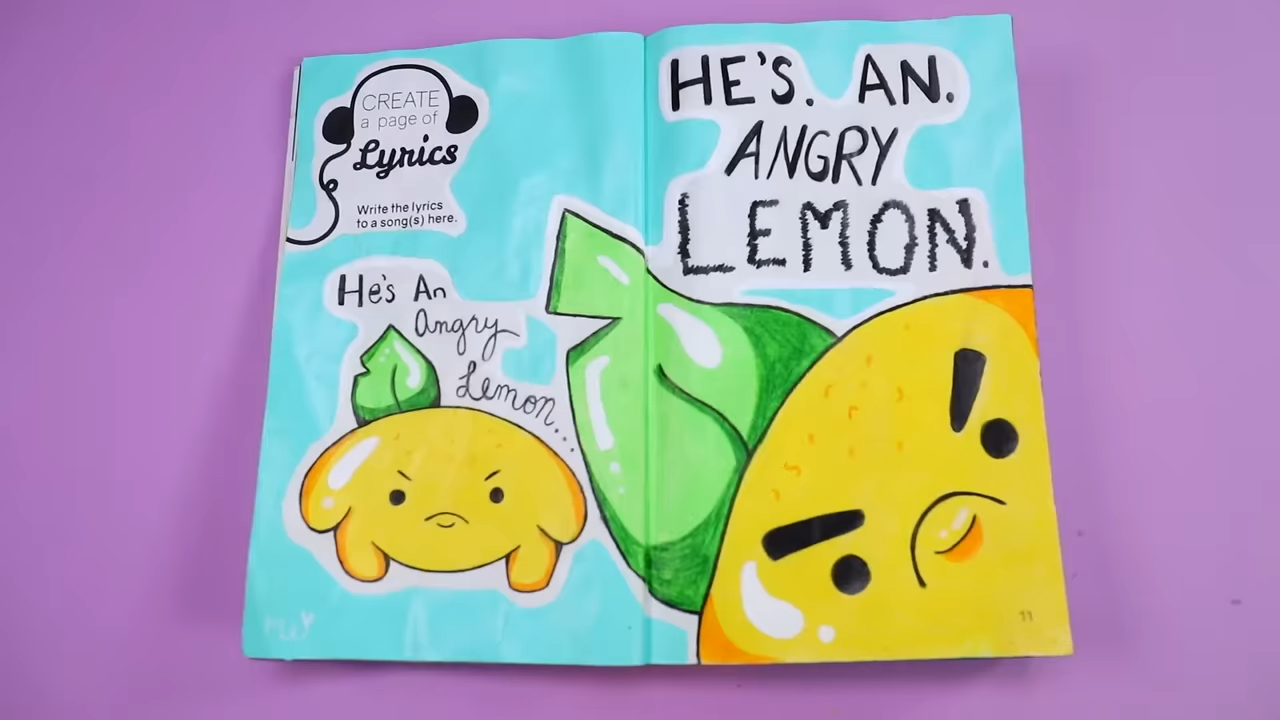 CREATE
a page of
Lyrics
Write the lyrics
to a song(s) here.
He's An
Angry
Lemon...
HE'S. AN.
ANGRY
LEMON.
11